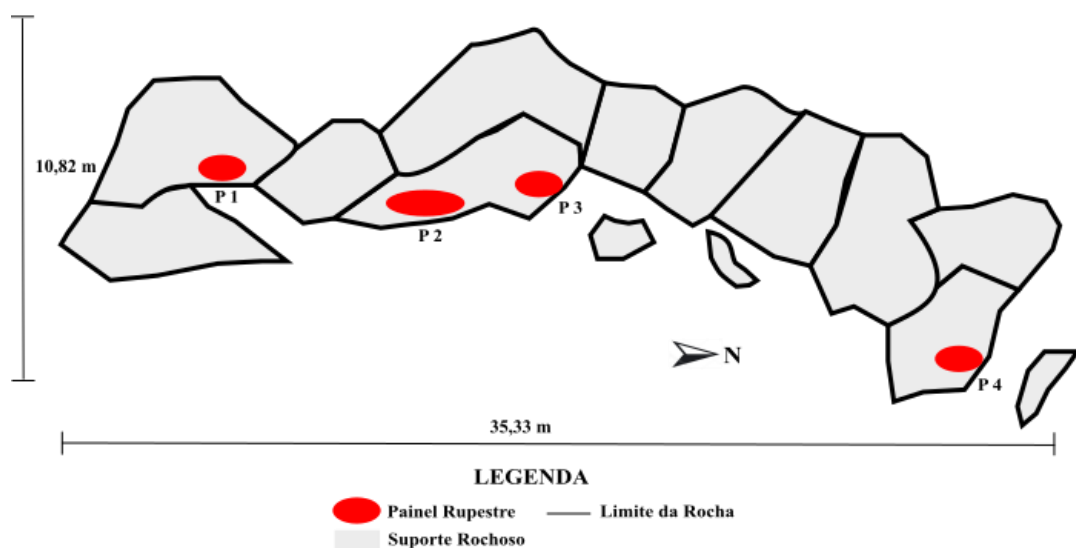 10,82 m
P 1
P 2
P 3
N
P 4
35,33 m
LEGENDA
Painel Rupestre
Limite da Rocha
Suporte Rochoso